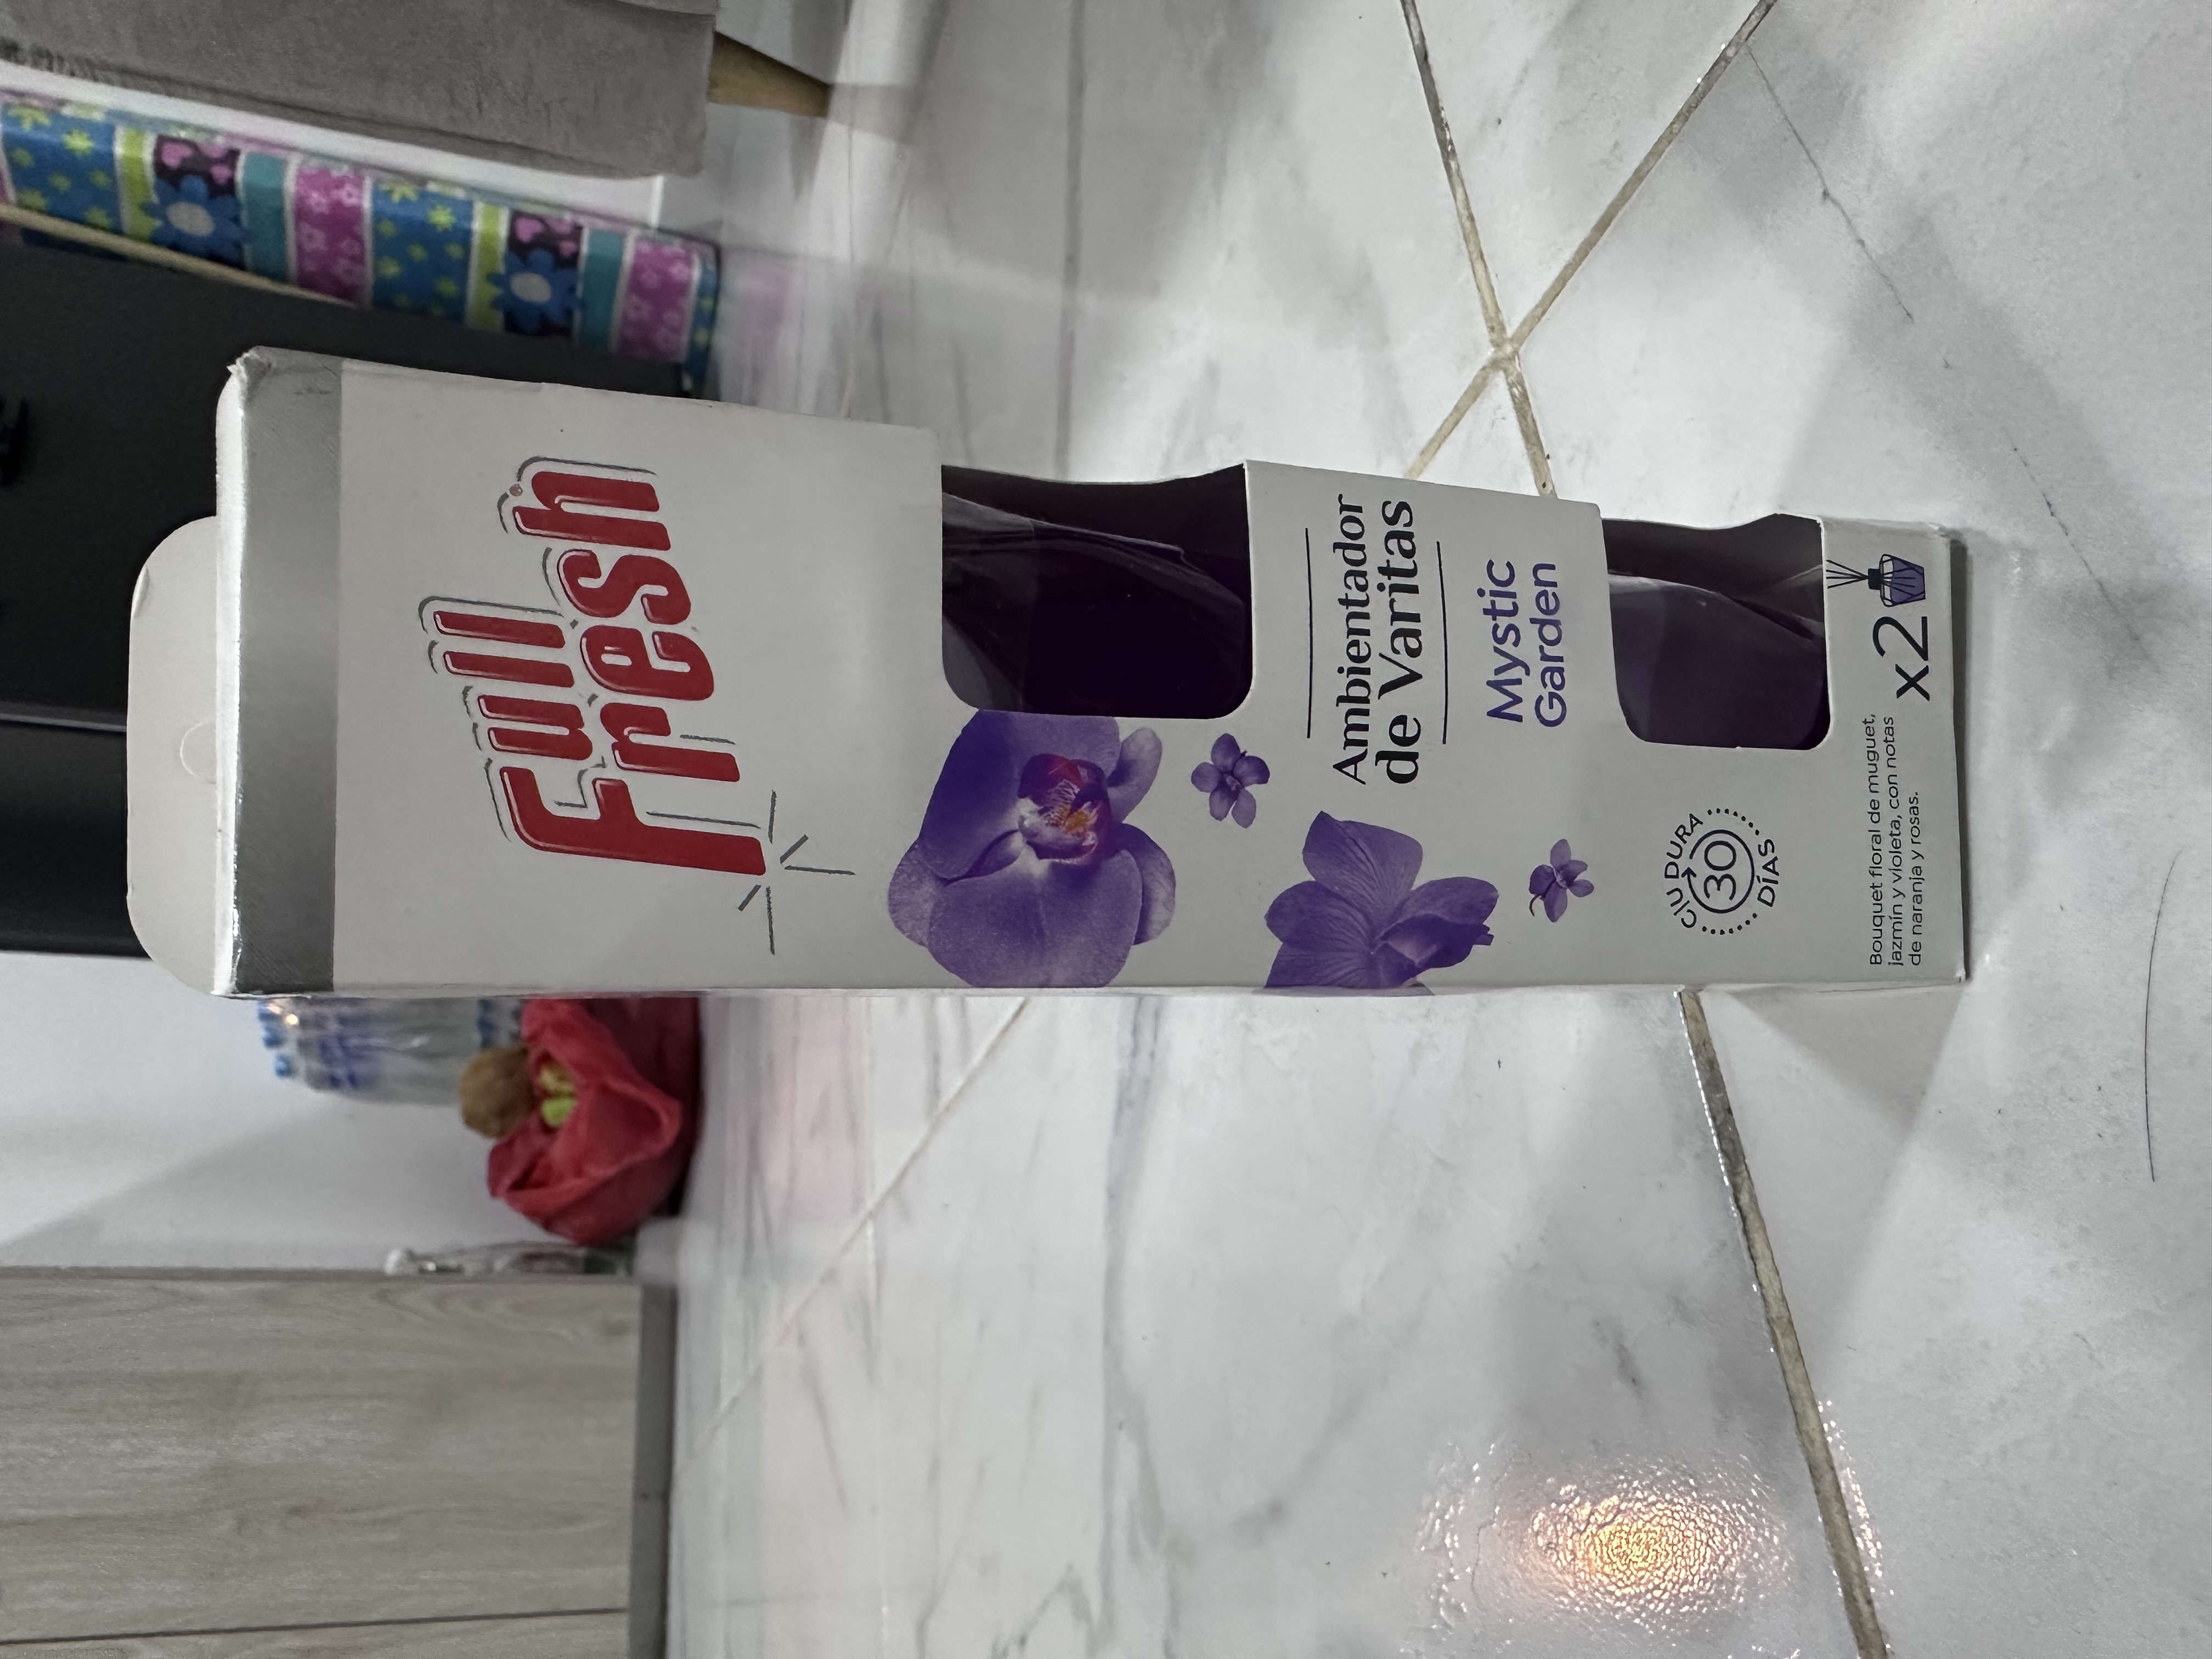 Full
Fresh
Ambientador
de Varitas
Mystic
Garden
C/U DURA
30
DÍAS
Bouquet floral de muguet,
jazmín y violeta, con notas
de naranja y rosas.
x2